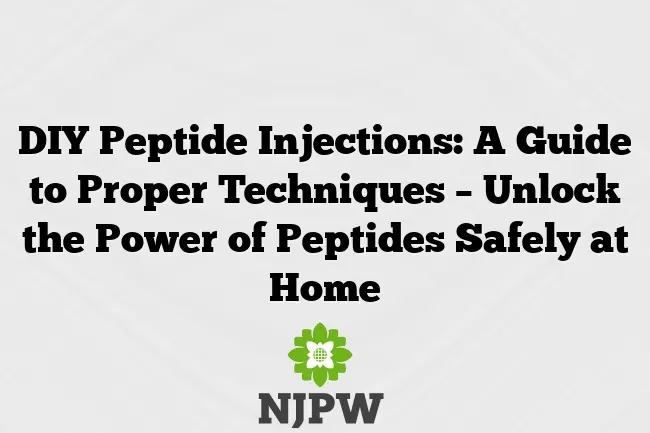 DIY Peptide Injections: A Guide
to Proper Techniques – Unlock
the Power of Peptides Safely at
Home
NJPW